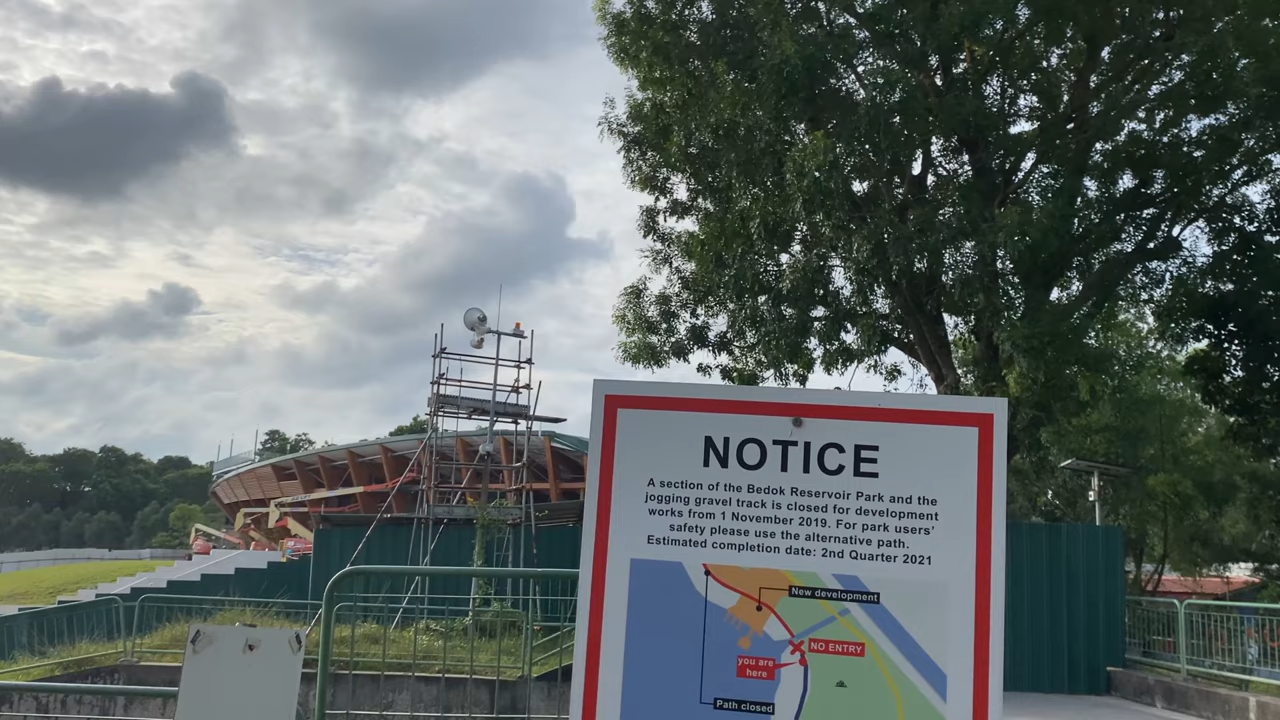 NOTICE
A section of the Bedok Reservoir Park and the
jogging gravel track is closed for development
works from 1 November 2019. For park users'
safety please use the alternative path.
Estimated completion date: 2nd Quarter 2021
New development
NO ENTRY
you are
here
Path closed